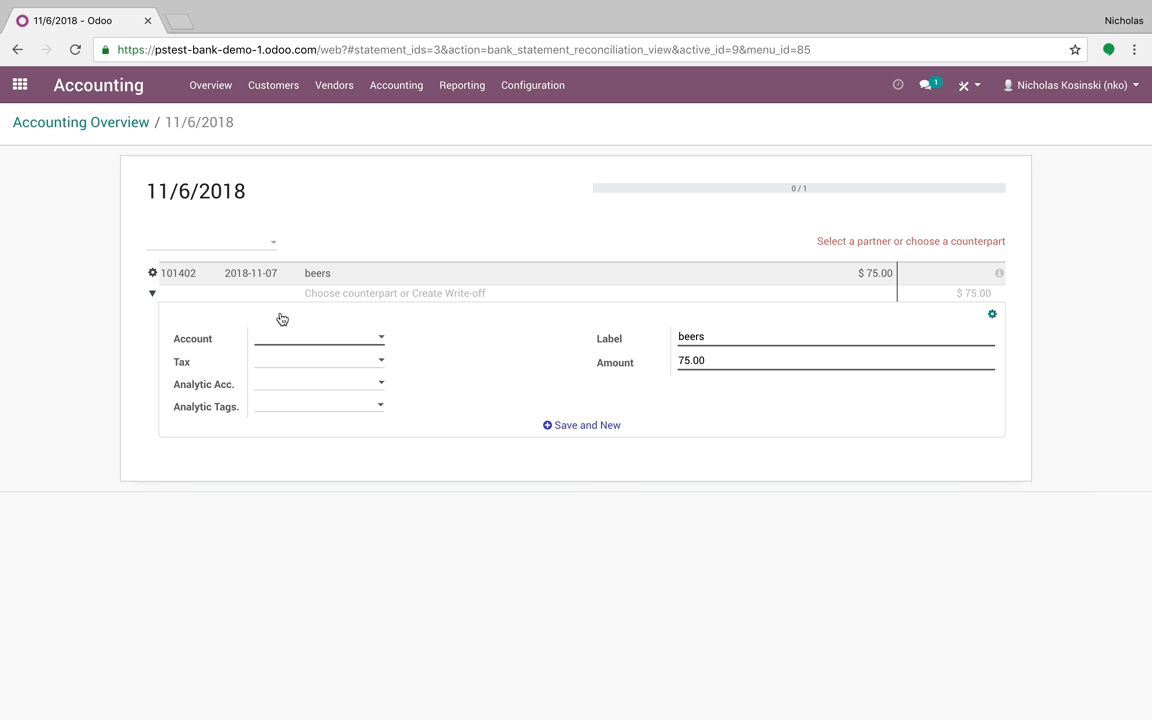 11/6/2018 - Odoo
Nicholas
https://pstest-bank-demo-1.odoo.com/web?#statement_ids=3&action=bank_statement_reconciliation_view&active_id=9&menu_id=85
Accounting Overview Customers Vendors Accounting Reporting Configuration 1 Nicholas Kosinski (nko)
Accounting Overview / 11/6/2018
11/6/2018
0 / 1
Select a partner or choose a counterpart
101402 2018-11-07 beers $ 75.00
Choose counterpart or Create Write-off $ 75.00
Account Label beers
Tax Amount 75.00
Analytic Acc.
Analytic Tags.
Save and New